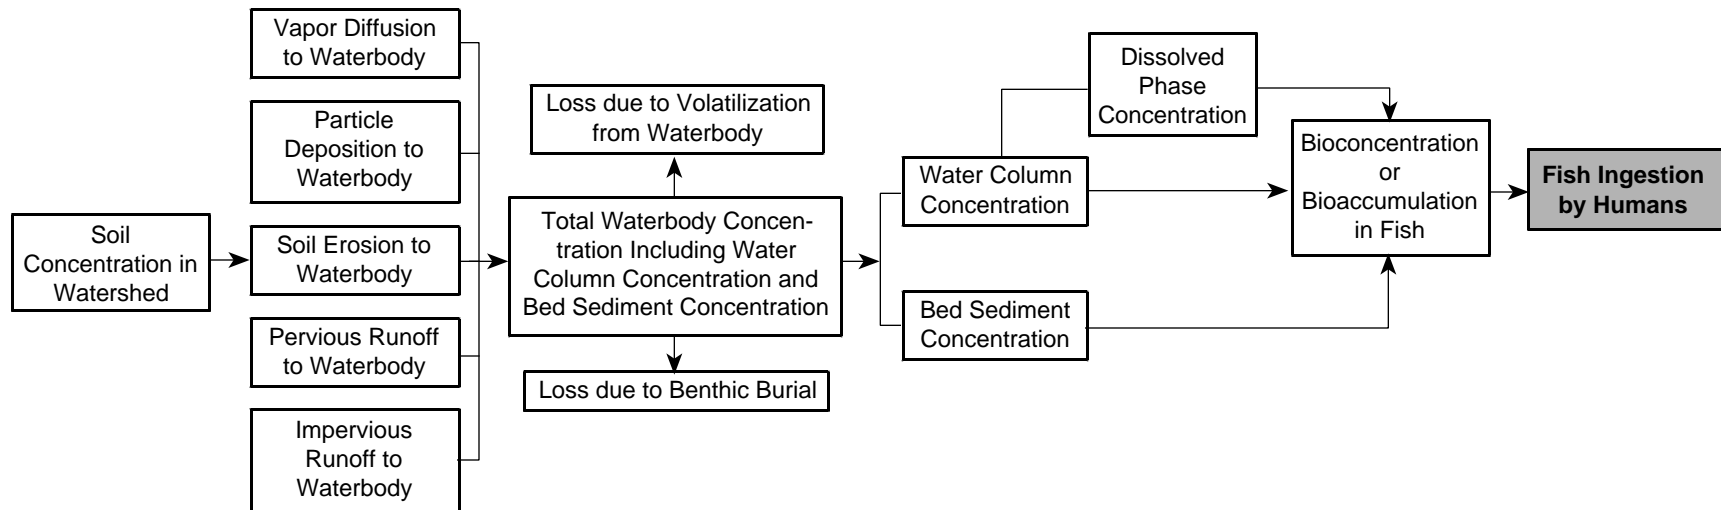 Soil
Concentration in
Watershed
Vapor Diffusion
to Waterbody
Particle
Deposition to
Waterbody
Soil Erosion to
Waterbody
Pervious Runoff
to Waterbody
Impervious
Runoff to
Waterbody
Loss due to Volatilization
from Waterbody
Total Waterbody Concen-
tration Including Water
Column Concentration and
Bed Sediment Concentration
Loss due to Benthic Burial
Water Column
Concentration
Bed Sediment
Concentration
Dissolved
Phase
Concentration
Bioconcentration
or
Bioaccumulation
in Fish
Fish Ingestion
by Humans